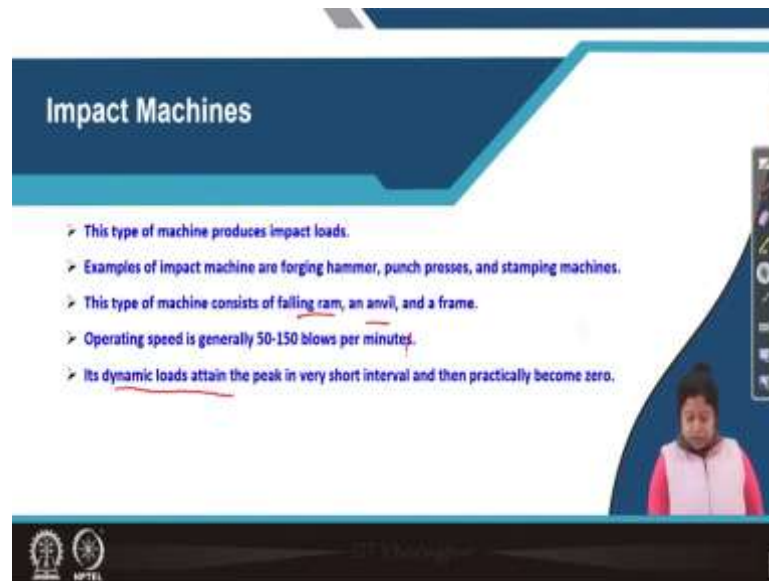 Impact Machines
➢ This type of machine produces impact loads.
➢ Examples of impact machine are forging hammer, punch presses, and stamping machines.
➢ This type of machine consists of falling ram, an anvil, and a frame.
➢ Operating speed is generally 50-150 blows per minutes.
➢ Its dynamic loads attain the peak in very short interval and then practically become zero.
NPTEL